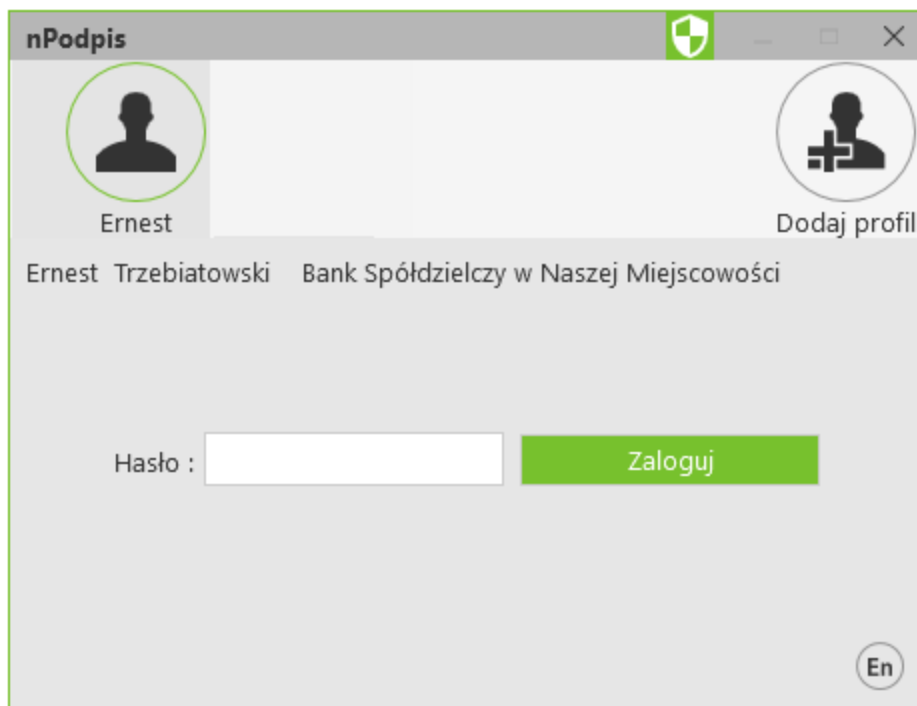 nPodpis
Ernest
Dodaj profil
Ernest Trzebiatowski Bank Spółdzielczy w Naszej Miejscowości
Hasło : Zaloguj
En